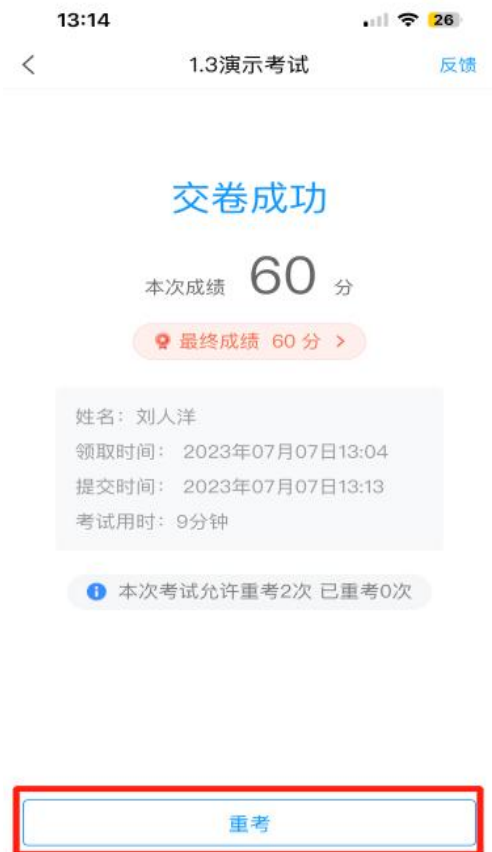 13:14 26
1.3演示考试 反馈
交卷成功
本次成绩 60 分
最终成绩 60 分 >
姓名：刘人洋
领取时间： 2023年07月07日13:04
提交时间： 2023年07月07日13:13
考试用时：9分钟
本次考试允许重考2次 已重考0次
重考